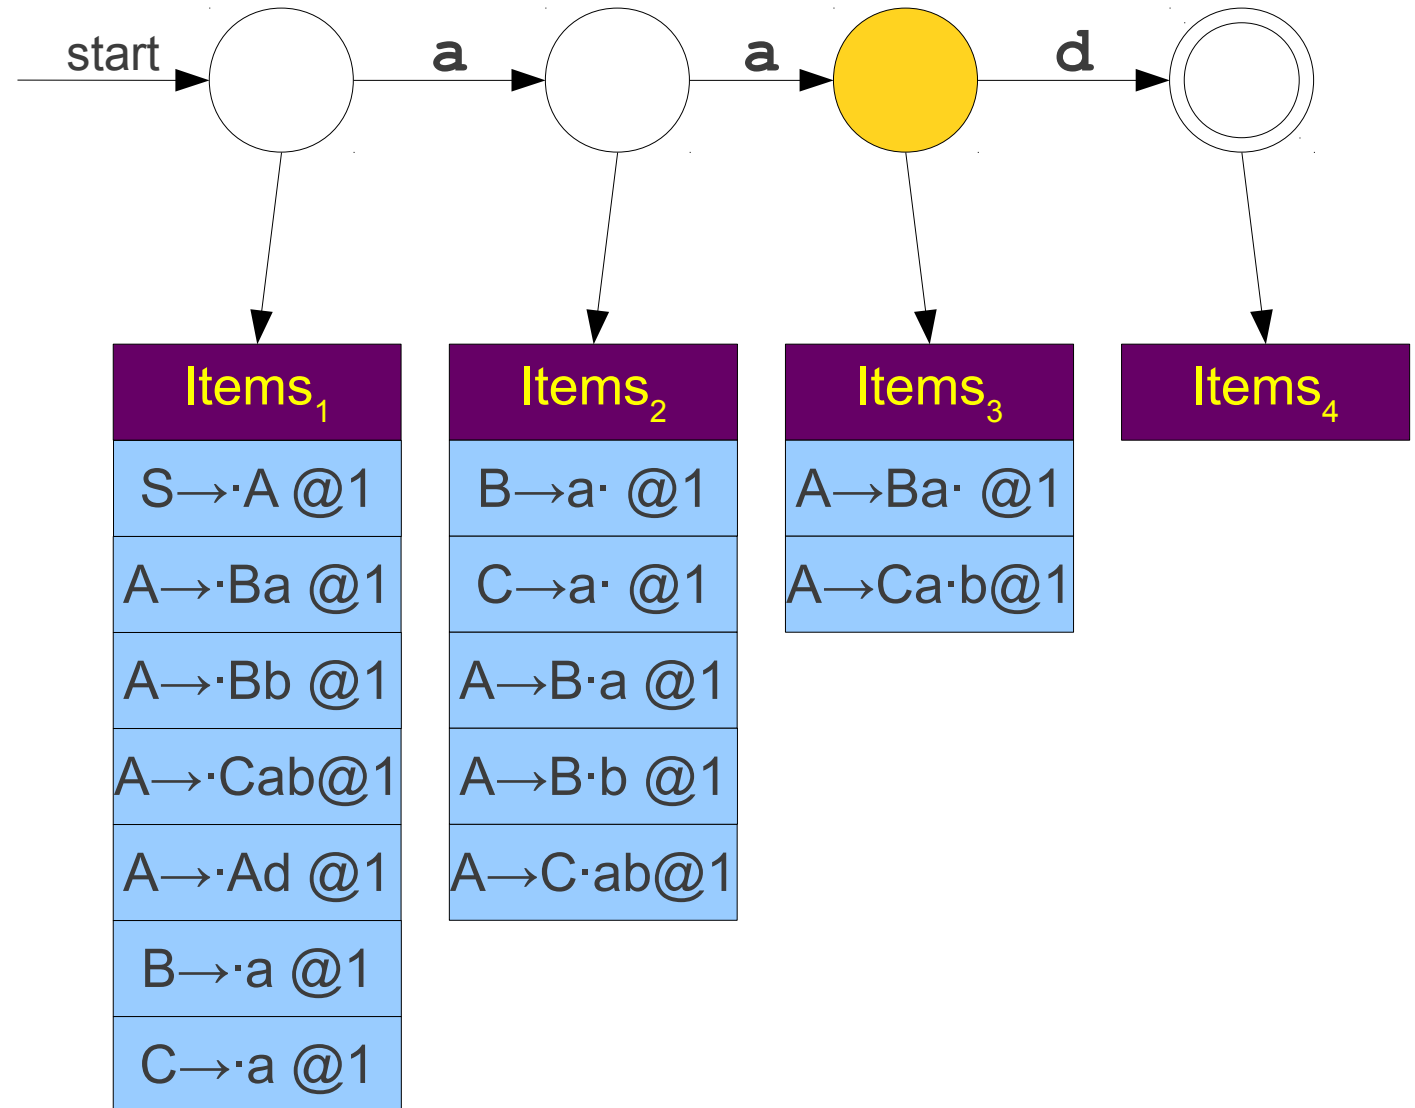 start a a d
Items₁ Items₂ Items₃ Items₄
S→·A @1 B→a· @1 A→Ba· @1
A→·Ba @1 C→a· @1 A→Ca·b@1
A→·Bb @1 A→B·a @1
A→·Cab@1 A→B·b @1
A→·Ad @1 A→C·ab@1
B→·a @1
C→·a @1